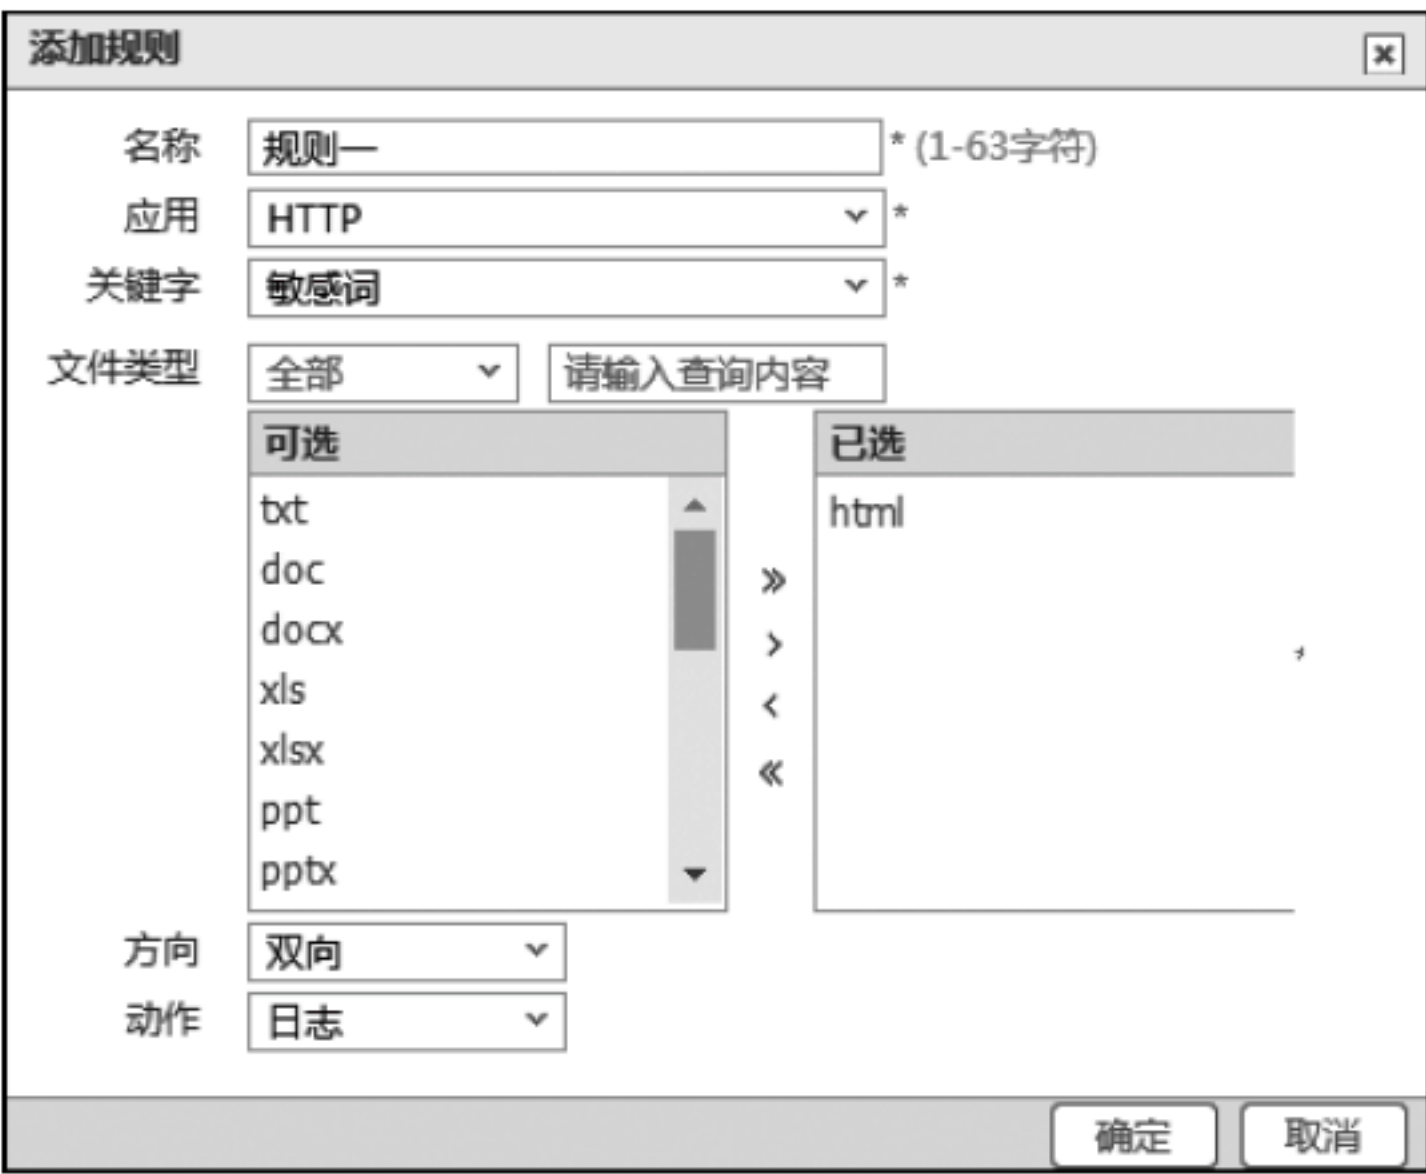 添加规则
名称 规则一 * (1-63字符)
应用 HTTP *
关键字 敏感词 *
文件类型 全部 请输入查询内容
可选 已选
txt html
doc
docx
xls
xlsx
ppt
pptx
方向 双向
动作 日志
确定 取消